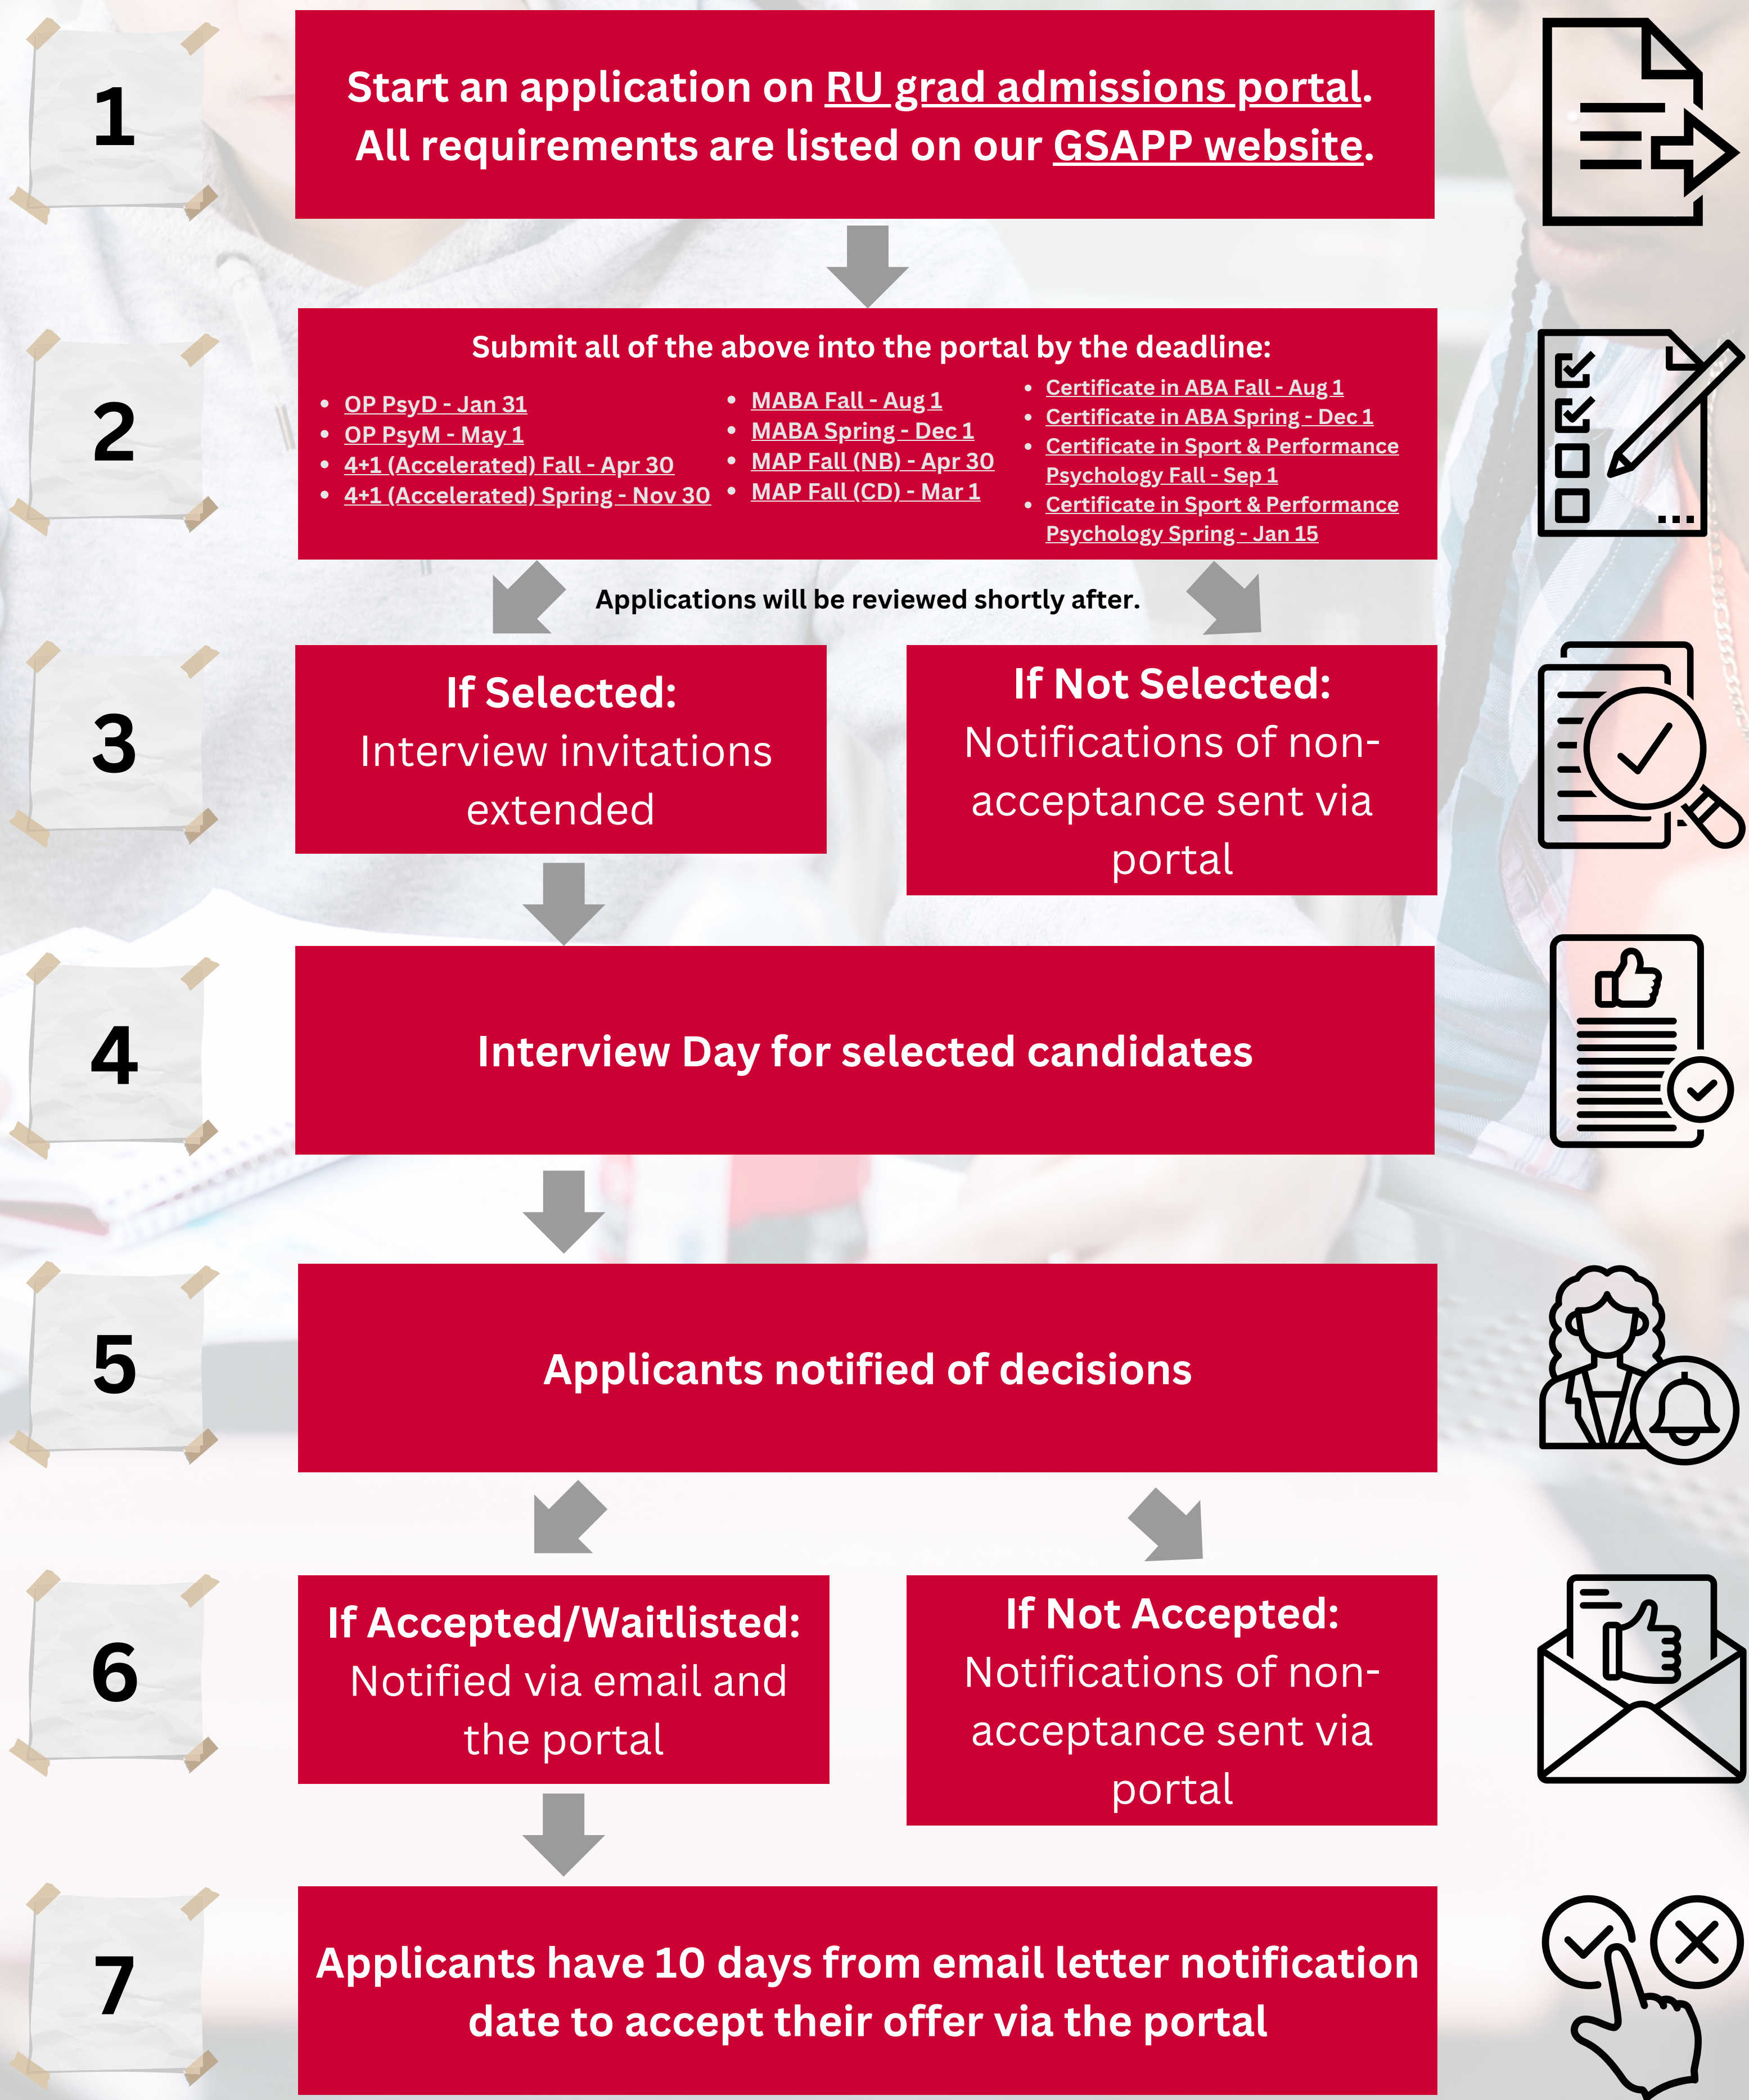 1
Start an application on RU grad admissions portal.
All requirements are listed on our GSAPP website.
2
Submit all of the above into the portal by the deadline:
• OP PsyD - Jan 31
• OP PsyM - May 1
• 4+1 (Accelerated) Fall - Apr 30
• 4+1 (Accelerated) Spring - Nov 30
• MABA Fall - Aug 1
• MABA Spring - Dec 1
• MAP Fall (NB) - Apr 30
• MAP Fall (CD) - Mar 1
• Certificate in ABA Fall - Aug 1
• Certificate in ABA Spring - Dec 1
• Certificate in Sport & Performance
Psychology Fall - Sep 1
• Certificate in Sport & Performance
Psychology Spring - Jan 15
Applications will be reviewed shortly after.
3
If Selected:
Interview invitations
extended
If Not Selected:
Notifications of non-
acceptance sent via
portal
4
Interview Day for selected candidates
5
Applicants notified of decisions
6
If Accepted/Waitlisted:
Notified via email and
the portal
If Not Accepted:
Notifications of non-
acceptance sent via
portal
7
Applicants have 10 days from email letter notification
date to accept their offer via the portal